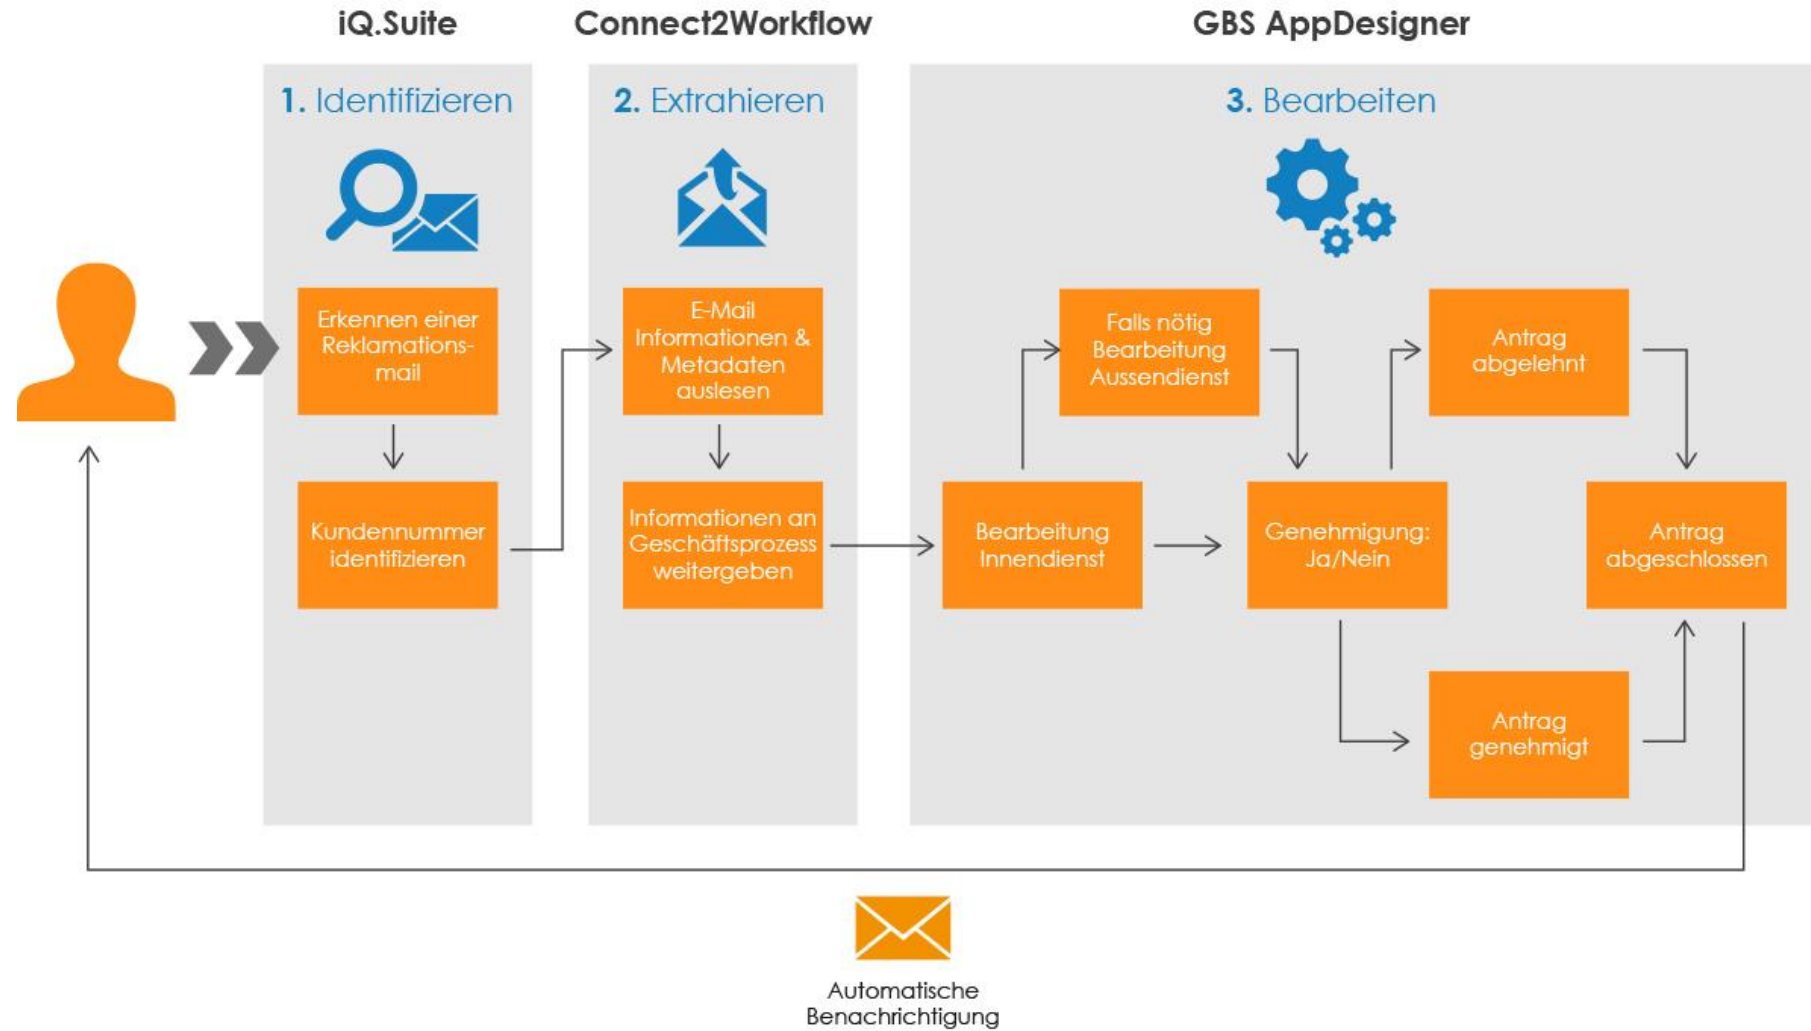 iQ.Suite
Connect2Workflow
GBS AppDesigner
1. Identifizieren
2. Extrahieren
3. Bearbeiten
Erkennen einer
Reklamations-
mail
Kundennummer
identifizieren
E-Mail
Informationen &
Metadaten
auslesen
Informationen an
Geschäftsprozess
weitergeben
Bearbeitung
Innendienst
Falls nötig
Bearbeitung
Aussendienst
Genehmigung:
Ja/Nein
Antrag
abgelehnt
Antrag
genehmigt
Antrag
abgeschlossen
Automatische
Benachrichtigung